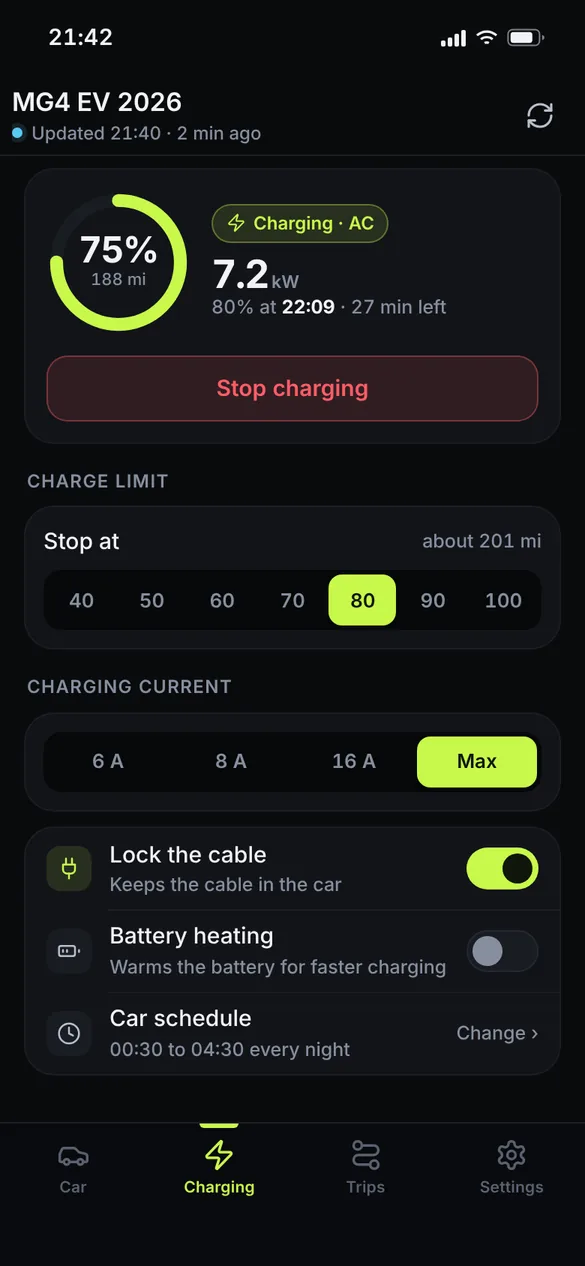 21:42
MG4 EV 2026
Updated 21:40 · 2 min ago
75%
188 mi
Charging · AC
7.2 kW
80% at 22:09 · 27 min left
Stop charging
CHARGE LIMIT
Stop at
about 201 mi
40 50 60 70 80 90 100
CHARGING CURRENT
6 A 8 A 16 A Max
Lock the cable
Keeps the cable in the car
Battery heating
Warms the battery for faster charging
Car schedule
00:30 to 04:30 every night
Change ›
Car Charging Trips Settings